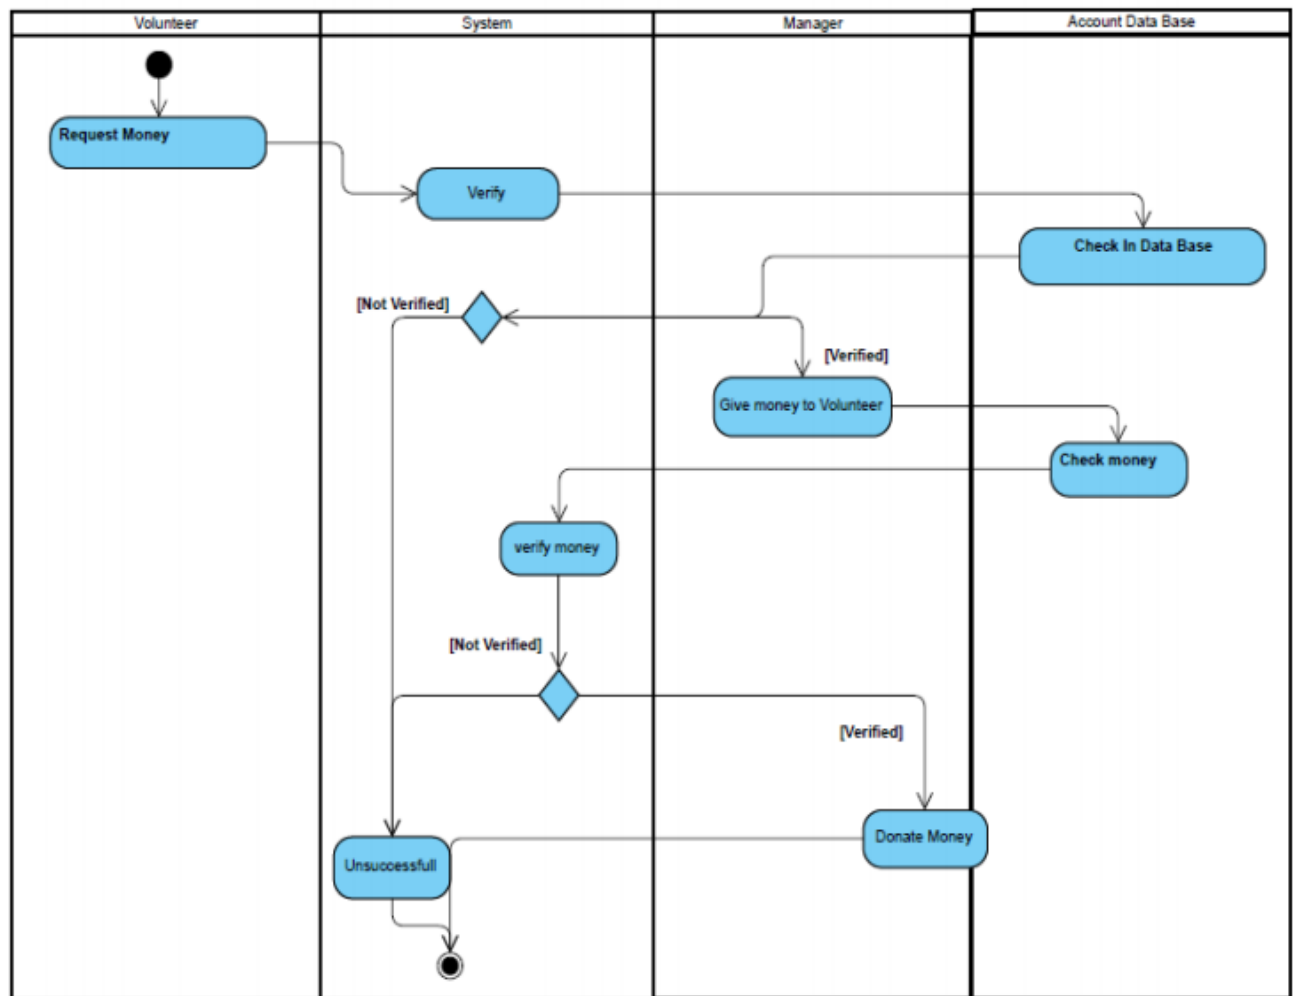 Volunteer
System
Manager
Account Data Base
Request Money
Verify
Check In Data Base
[Not Verified]
[Verified]
Give money to Volunteer
Check money
verify money
[Not Verified]
[Verified]
Donate Money
Unsuccessfull